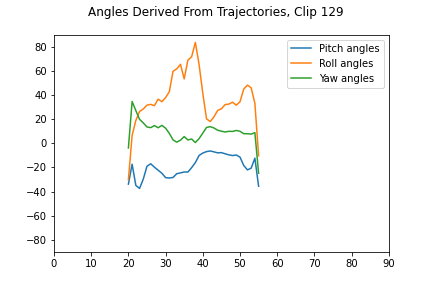 Angles Derived From Trajectories, Clip 129
Pitch angles
Roll angles
Yaw angles
80
60
40
20
0
−20
−40
−60
−80
0 10 20 30 40 50 60 70 80 90